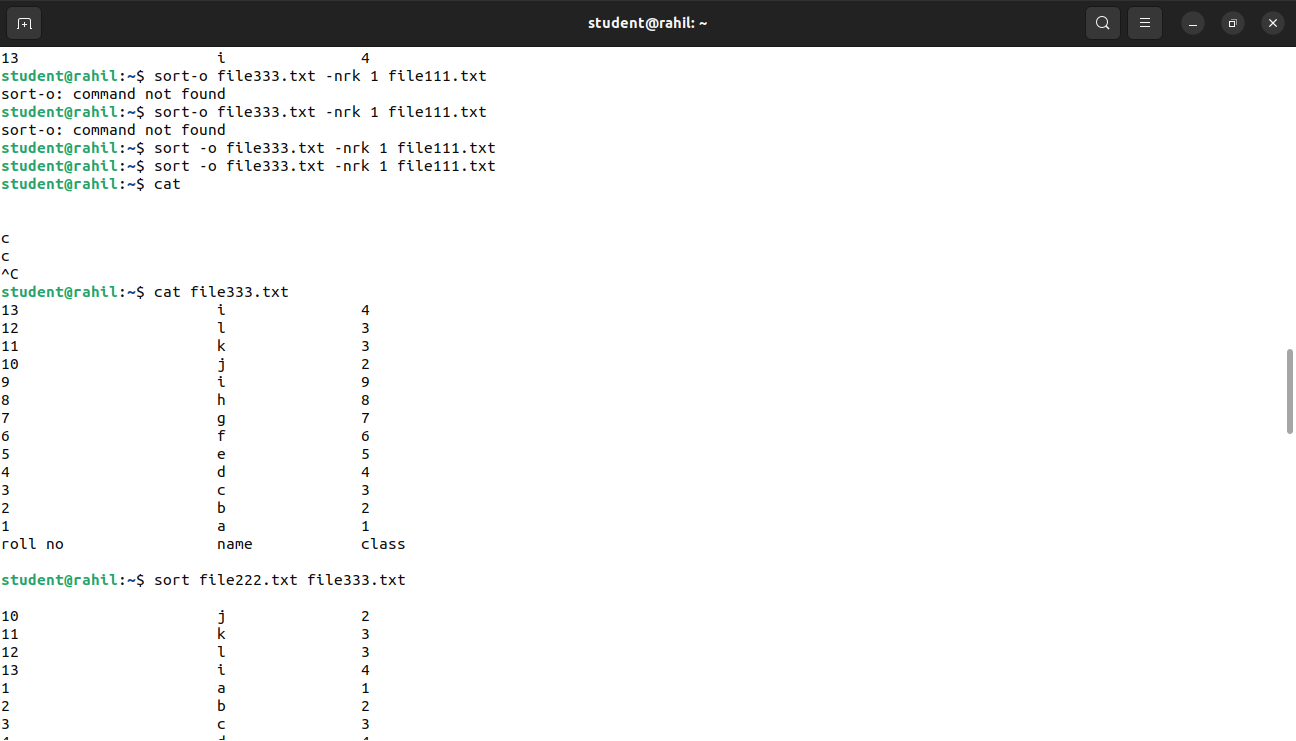 student@rahil: ~
13 i 4
student@rahil:~$ sort-o file333.txt -nrk 1 file111.txt
sort-o: command not found
student@rahil:~$ sort-o file333.txt -nrk 1 file111.txt
sort-o: command not found
student@rahil:~$ sort -o file333.txt -nrk 1 file111.txt
student@rahil:~$ sort -o file333.txt -nrk 1 file111.txt
student@rahil:~$ cat
c
c
^C
student@rahil:~$ cat file333.txt
13 i 4
12 l 3
11 k 3
10 j 2
9 i 9
8 h 8
7 g 7
6 f 6
5 e 5
4 d 4
3 c 3
2 b 2
1 a 1
roll no name class
student@rahil:~$ sort file222.txt file333.txt
10 j 2
11 k 3
12 l 3
13 i 4
1 a 1
2 b 2
3 c 3